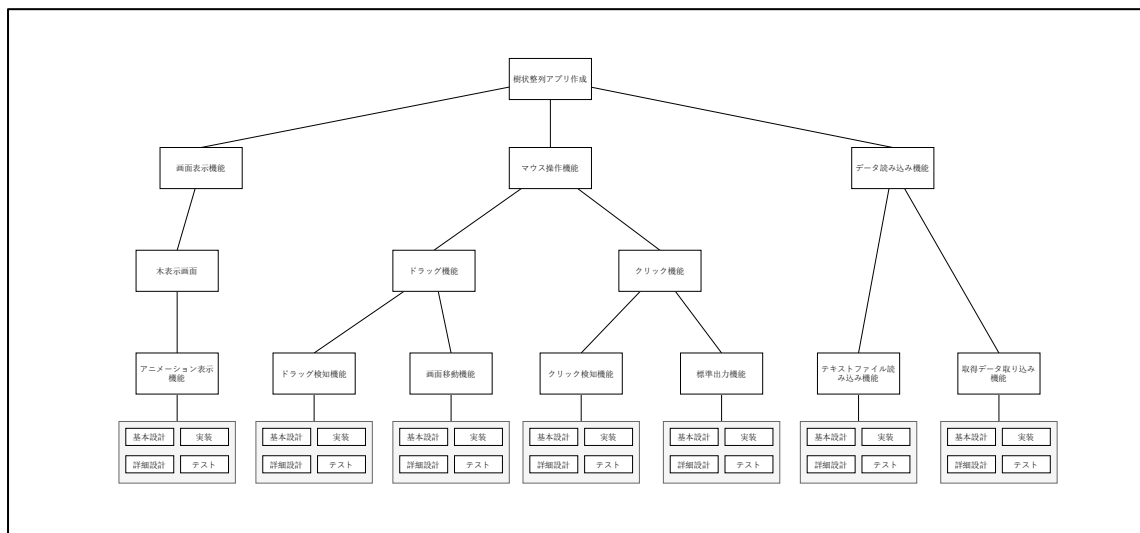 樹状整列アプリ作成
画面表示機能
マウス操作機能
データ読み込み機能
木表示画面
ドラッグ機能
クリック機能
アニメーション表示
機能
ドラッグ検知機能
画面移動機能
クリック検知機能
標準出力機能
テキストファイル読
み込み機能
取得データ取り込み
機能
基本設計
実装
詳細設計
テスト
基本設計
実装
詳細設計
テスト
基本設計
実装
詳細設計
テスト
基本設計
実装
詳細設計
テスト
基本設計
実装
詳細設計
テスト
基本設計
実装
詳細設計
テスト
基本設計
実装
詳細設計
テスト